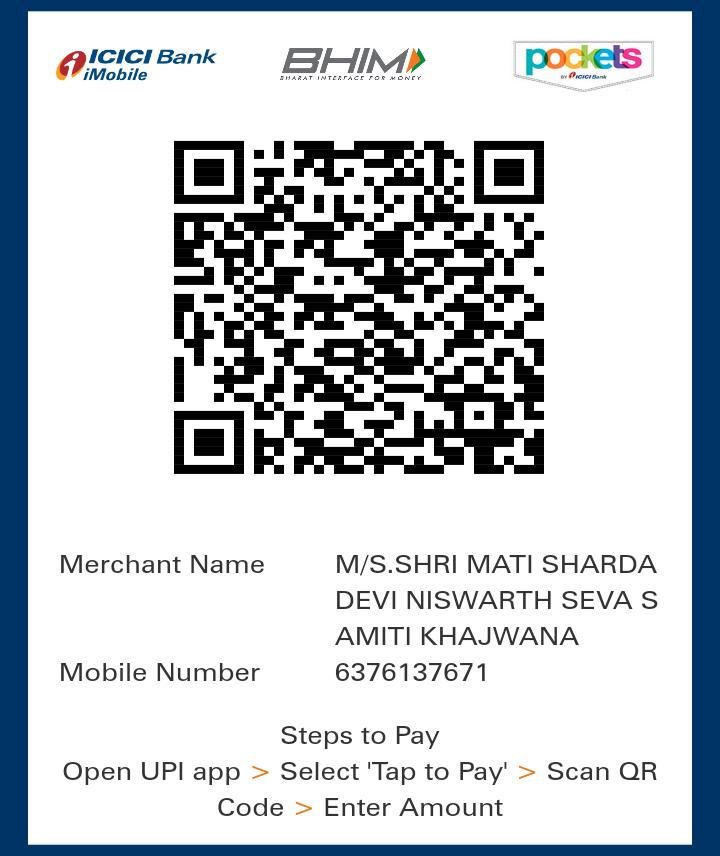 ICICI Bank
iMobile
BHIM
BHARAT INTERFACE FOR MONEY
pockets
BY ICICI Bank
Merchant Name M/S.SHRI MATI SHARDA
DEVI NISWARTH SEVA S
AMITI KHAJWANA
Mobile Number 6376137671
Steps to Pay
Open UPI app > Select 'Tap to Pay' > Scan QR
Code > Enter Amount